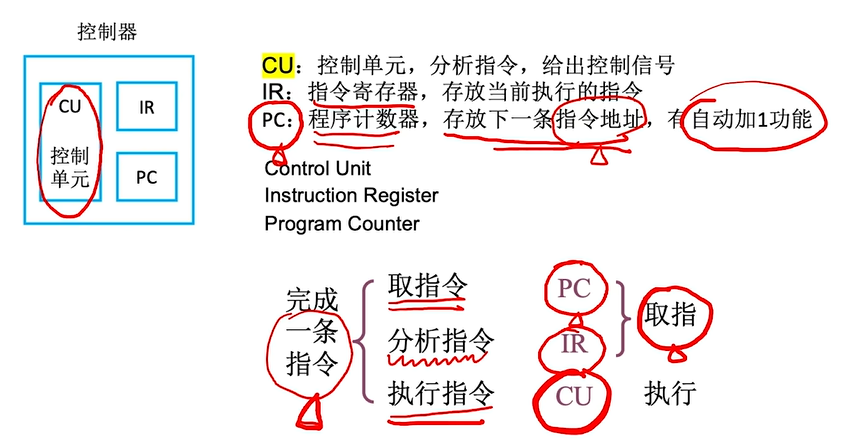 控制器
CU
控制
单元
IR
PC
CU：控制单元，分析指令，给出控制信号
IR：指令寄存器，存放当前执行的指令
PC：程序计数器，存放下一条指令地址，有自动加1功能
Control Unit
Instruction Register
Program Counter
完成
一条
指令
取指令
分析指令
执行指令
PC
IR
CU
取指
执行